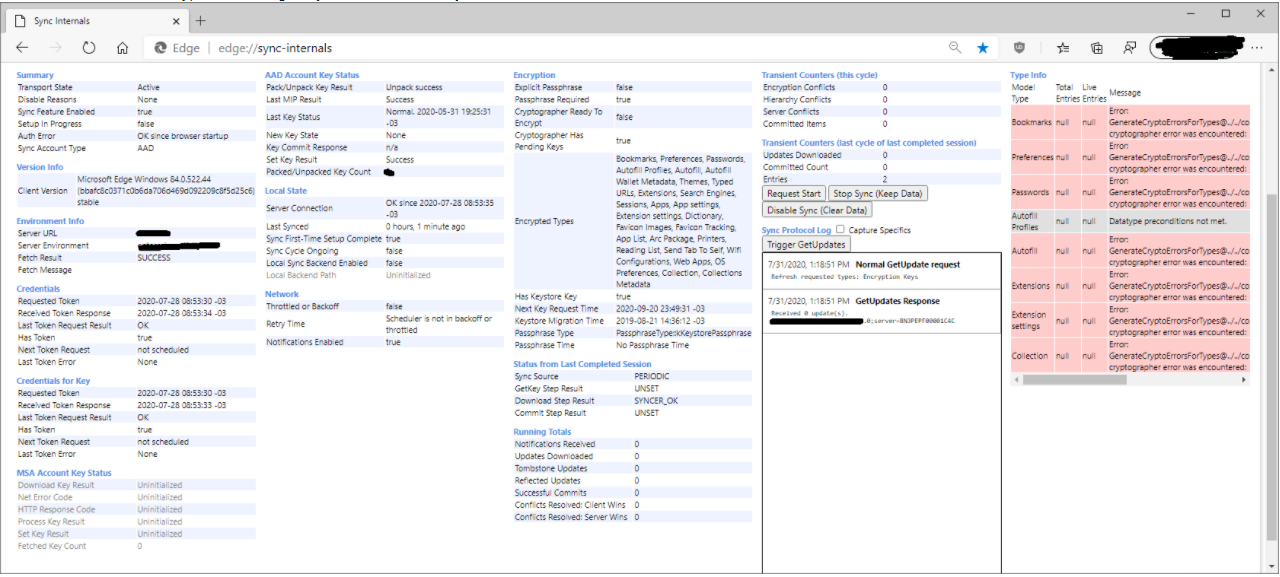 Sync Internals
Edge | edge://sync-internals
Summary
Transport State Active
Disable Reasons None
Sync Feature Enabled true
Setup In Progress false
Auth Error OK since browser startup
Sync Account Type AAD
Version Info
Microsoft Edge Windows 84.0.522.44
Client Version (bbafc8c0371c0b6da706d469d092209c8f5d25c6)
stable
Environment Info
Server URL
Server Environment
Fetch Result SUCCESS
Fetch Message
Credentials
Requested Token 2020-07-28 08:53:30 -03
Received Token Response 2020-07-28 08:53:34 -03
Last Token Request Result OK
Has Token true
Next Token Request not scheduled
Last Token Error None
Credentials for Key
Requested Token 2020-07-28 08:53:30 -03
Received Token Response 2020-07-28 08:53:33 -03
Last Token Request Result OK
Has Token true
Next Token Request not scheduled
Last Token Error None
MSA Account Key Status
Download Key Result Uninitialized
Net Error Code Uninitialized
HTTP Response Code Uninitialized
Process Key Result Uninitialized
Set Key Result Uninitialized
Fetched Key Count 0
AAD Account Key Status
Pack/Unpack Key Result Unpack success
Last MIP Result Success
Last Key Status Normal. 2020-05-31 19:25:31
-03
New Key State None
Key Commit Response n/a
Set Key Result Success
Packed/Unpacked Key Count
Local State
Server Connection OK since 2020-07-28 08:53:35
-03
Last Synced 0 hours, 1 minute ago
Sync First-Time Setup Complete true
Sync Cycle Ongoing false
Local Sync Backend Enabled false
Local Backend Path Uninitialized
Network
Throttled or Backoff false
Retry Time Scheduler is not in backoff or
throttled
Notifications Enabled true
Encryption
Explicit Passphrase false
Passphrase Required true
Cryptographer Ready To
Encrypt false
Cryptographer Has
Pending Keys true
Encrypted Types
Bookmarks, Preferences, Passwords,
Autofill Profiles, Autofill, Autofill
Wallet Metadata, Themes, Typed
URLs, Extensions, Search Engines,
Sessions, Apps, App settings,
Extension settings, Dictionary,
Favicon Images, Favicon Tracking,
App List, Arc Package, Printers,
Reading List, Send Tab To Self, Wifi
Configurations, Web Apps, OS
Preferences, Collection, Collections
Metadata
Has Keystore Key true
Next Key Request Time 2020-09-20 23:49:31 -03
Keystore Migration Time 2019-08-21 14:36:12 -03
Passphrase Type PassphraseType:kKeystorePassphrase
Passphrase Time No Passphrase Time
Status from Last Completed Session
Sync Source PERIODIC
GetKey Step Result UNSET
Download Step Result SYNCER_OK
Commit Step Result UNSET
Running Totals
Notifications Received 0
Updates Downloaded 0
Tombstone Updates 0
Reflected Updates 0
Successful Commits 0
Conflicts Resolved: Client Wins 0
Conflicts Resolved: Server Wins 0
Transient Counters (this cycle)
Encryption Conflicts 0
Hierarchy Conflicts 0
Server Conflicts 0
Committed Items 0
Transient Counters (last cycle of last completed session)
Updates Downloaded 0
Committed Count 0
Entries 2
Request Start Stop Sync (Keep Data)
Disable Sync (Clear Data)
Sync Protocol Log Capture Specifics
Trigger GetUpdates
7/31/2020, 1:18:51 PM Normal GetUpdate request
Refresh requested types: Encryption Keys
7/31/2020, 1:18:51 PM GetUpdates Response
Received 0 update(s).
Type Info
Model Type Total Entries Live Entries Message
Bookmarks null null Error:
GenerateCryptoErrorsForTypes@../../co
cryptographer error was encountered:
Preferences null null Error:
GenerateCryptoErrorsForTypes@../../co
cryptographer error was encountered:
Passwords null null Error:
GenerateCryptoErrorsForTypes@../../co
cryptographer error was encountered:
Autofill Profiles null null Datatype preconditions not met.
Autofill null null Error:
GenerateCryptoErrorsForTypes@../../co
cryptographer error was encountered:
Extensions null null Error:
GenerateCryptoErrorsForTypes@../../co
cryptographer error was encountered:
Extension settings null null Error:
GenerateCryptoErrorsForTypes@../../co
cryptographer error was encountered:
Collection null null Error:
GenerateCryptoErrorsForTypes@../../co
cryptographer error was encountered: